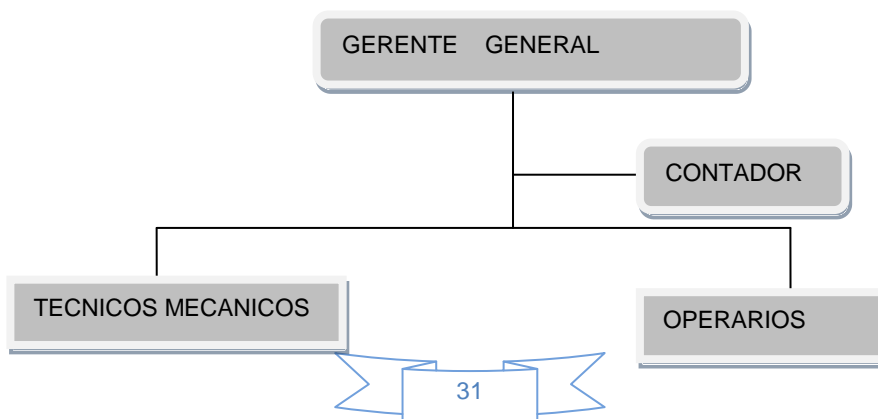 GERENTE GENERAL
CONTADOR
TECNICOS MECANICOS
OPERARIOS
31